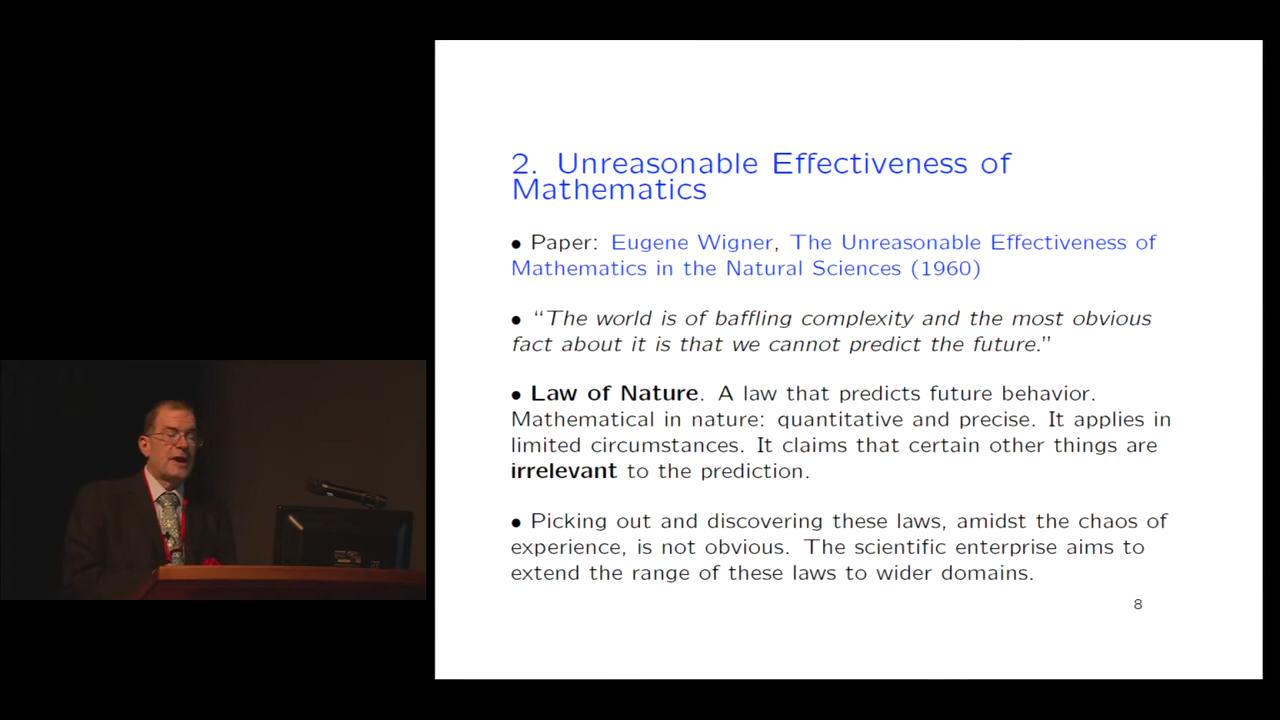 2. Unreasonable Effectiveness of
Mathematics
• Paper: Eugene Wigner, The Unreasonable Effectiveness of
Mathematics in the Natural Sciences (1960)
• “The world is of baffling complexity and the most obvious
fact about it is that we cannot predict the future.”
• Law of Nature. A law that predicts future behavior.
Mathematical in nature: quantitative and precise. It applies in
limited circumstances. It claims that certain other things are
irrelevant to the prediction.
• Picking out and discovering these laws, amidst the chaos of
experience, is not obvious. The scientific enterprise aims to
extend the range of these laws to wider domains.
8